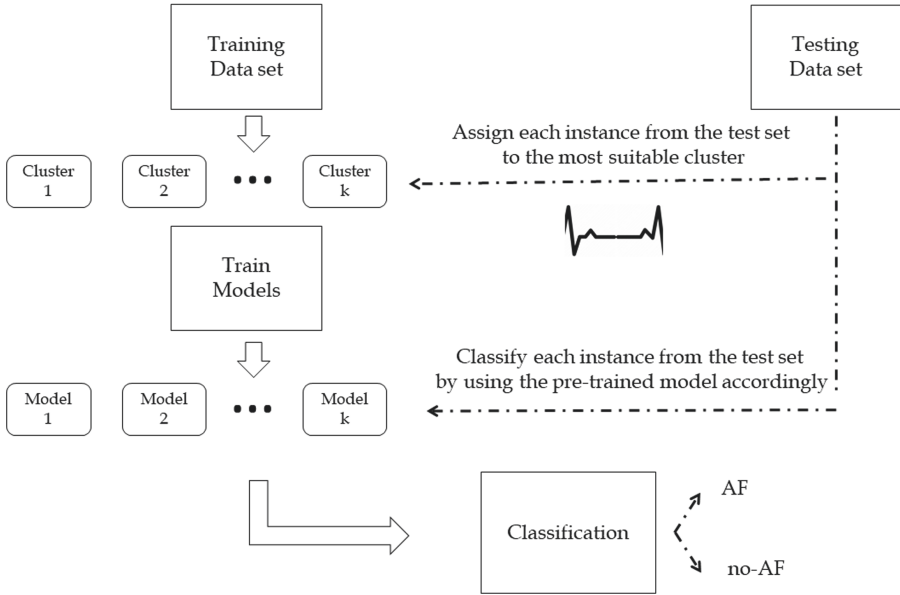 Training
Data set
Testing
Data set
Assign each instance from the test set
to the most suitable cluster
Cluster
1
Cluster
2
Cluster
k
Train
Models
Classify each instance from the test set
by using the pre-trained model accordingly
Model
1
Model
2
Model
k
Classification
AF
no-AF